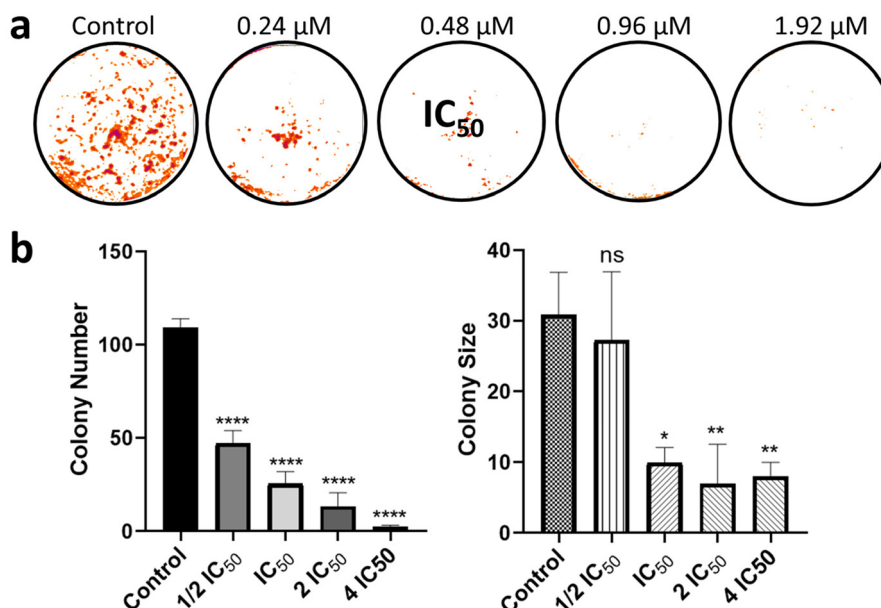 a
Control 0.24 µM 0.48 µM 0.96 µM 1.92 µM
IC₅₀
b
150
100
50
0
Colony Number
****
****
****
****
Control 1/2 IC₅₀ IC₅₀ 2 IC₅₀ 4 IC50
40
30
20
10
0
Colony Size
ns
*
**
**
Control 1/2 IC₅₀ IC₅₀ 2 IC₅₀ 4 IC50